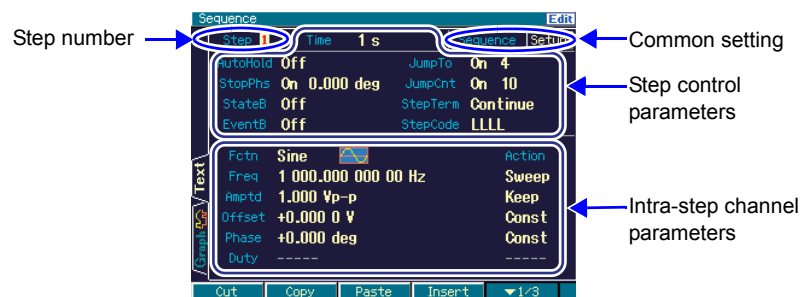 Sequence Edit
Step number
Step 1 Time 1 s Sequence Setup
Common setting
AutoHold Off JumpTo On 4
StopPhs On 0.000 deg JumpCnt On 10
StateB Off StepTerm Continue
EventB Off StepCode LLLL
Step control
parameters
Text
Graph
Fctn Sine Action
Freq 1 000.000 000 00 Hz Sweep
Amptd 1.000 Vp-p Keep
Offset +0.000 0 V Const
Phase +0.000 deg Const
Duty ----- -----
Intra-step channel
parameters
Cut Copy Paste Insert ▼1/3